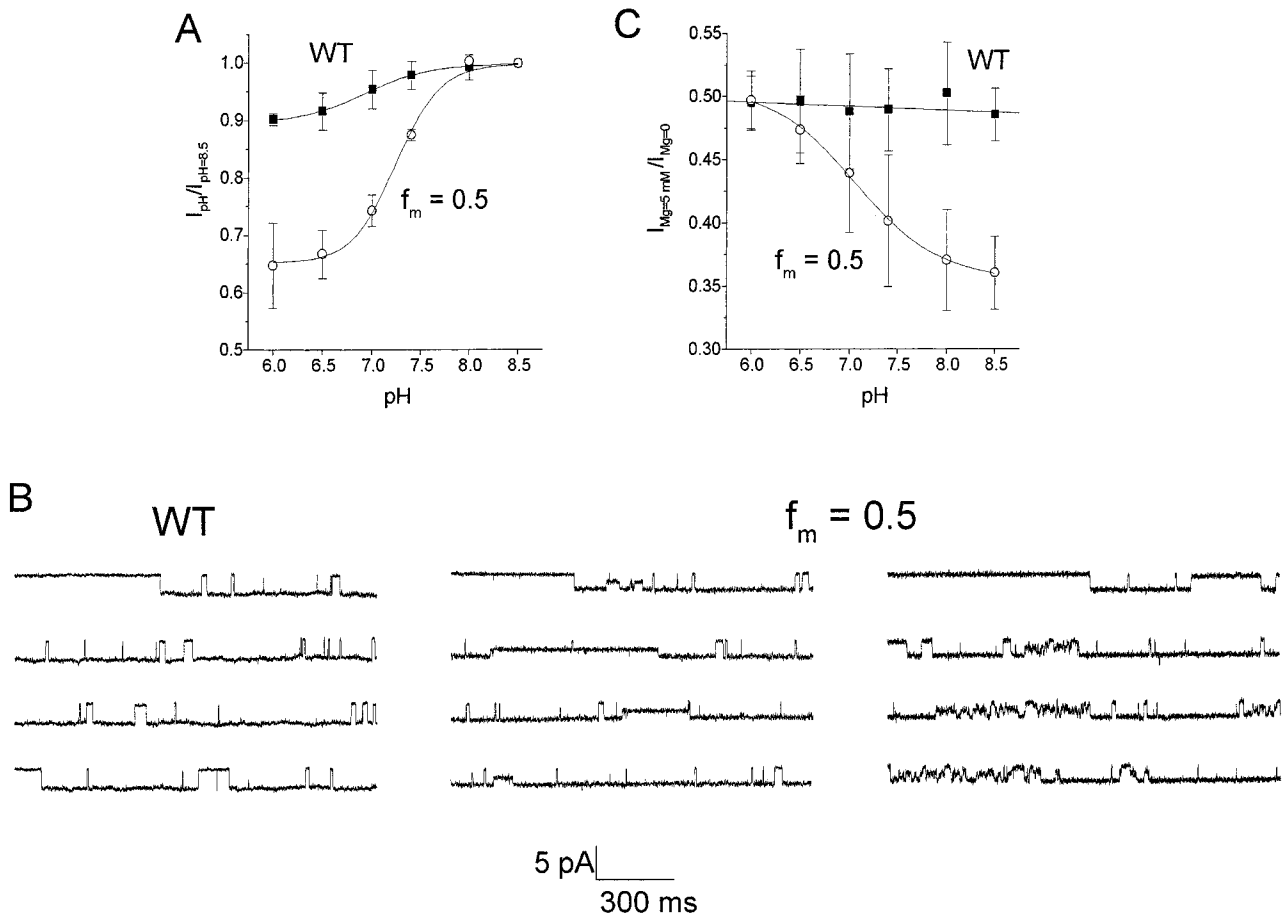 A
WT
1.0
0.9
0.8
0.7
0.6
0.5
I_pH/I_pH=8.5
f_m = 0.5
6.0 6.5 7.0 7.5 8.0 8.5
pH
C
WT
0.55
0.50
0.45
0.40
0.35
0.30
I_Mg=5 mM/I_Mg=0
f_m = 0.5
6.0 6.5 7.0 7.5 8.0 8.5
pH
B
WT
f_m = 0.5
5 pA
300 ms